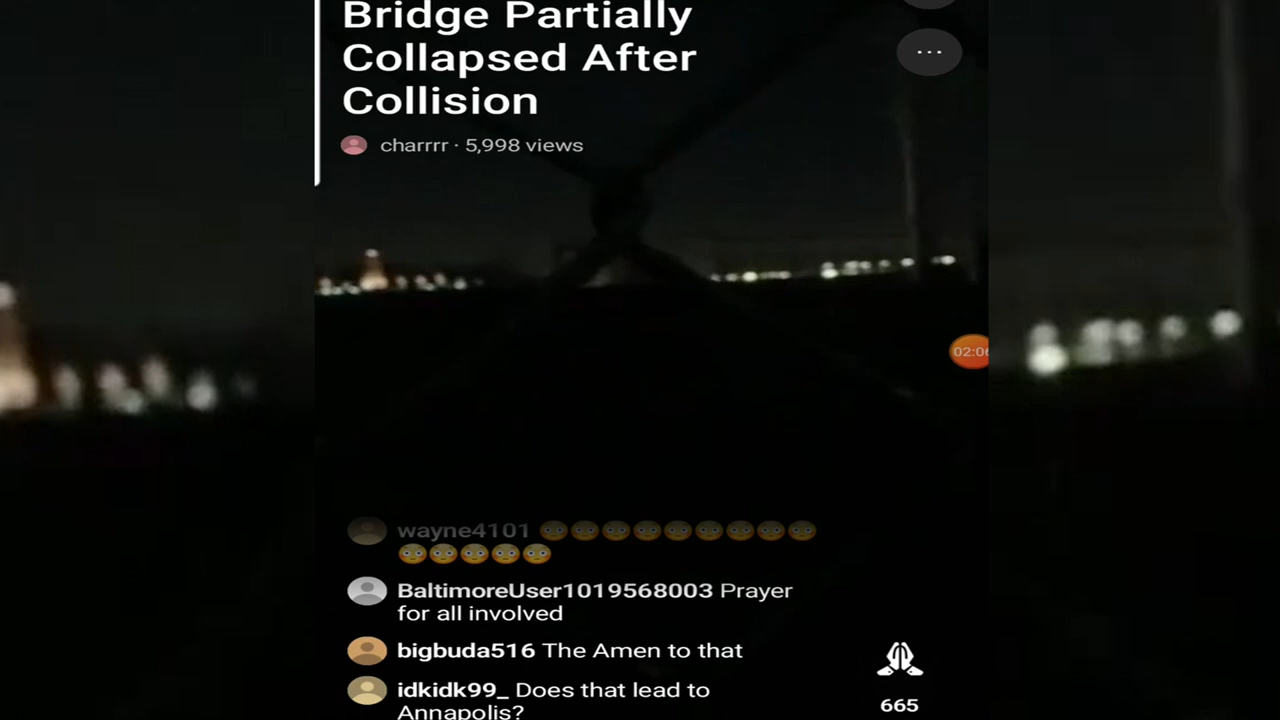 Bridge Partially
Collapsed After
Collision
charrrr · 5,998 views
02:06
wayne4101 😳😳😳😳😳😳😳😳😳
😳😳😳😳😳
BaltimoreUser1019568003 Prayer
for all involved
bigbuda516 The Amen to that
idkidk99_ Does that lead to
Annapolis?
665